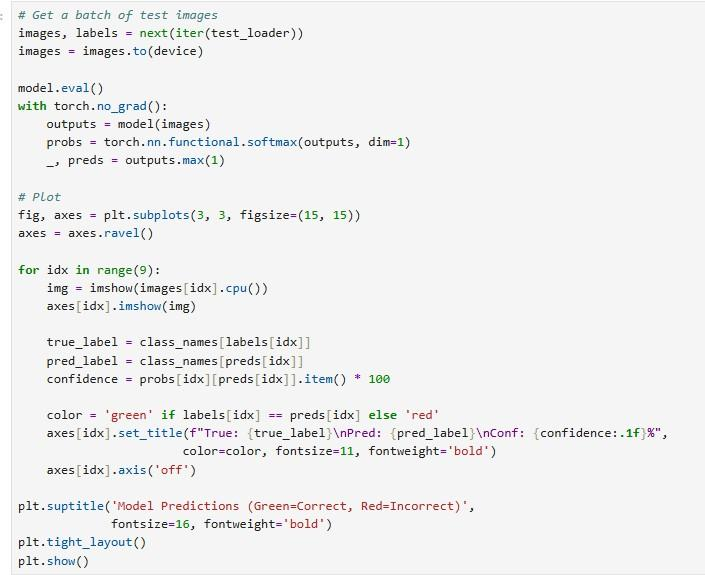 # Get a batch of test images
images, labels = next(iter(test_loader))
images = images.to(device)

model.eval()
with torch.no_grad():
    outputs = model(images)
    probs = torch.nn.functional.softmax(outputs, dim=1)
    _, preds = outputs.max(1)

# Plot
fig, axes = plt.subplots(3, 3, figsize=(15, 15))
axes = axes.ravel()

for idx in range(9):
    img = imshow(images[idx].cpu())
    axes[idx].imshow(img)

    true_label = class_names[labels[idx]]
    pred_label = class_names[preds[idx]]
    confidence = probs[idx][preds[idx]].item() * 100

    color = 'green' if labels[idx] == preds[idx] else 'red'
    axes[idx].set_title(f"True: {true_label}\nPred: {pred_label}\nConf: {confidence:.1f}%",
                       color=color, fontsize=11, fontweight='bold')
    axes[idx].axis('off')

plt.suptitle('Model Predictions (Green=Correct, Red=Incorrect)',
             fontsize=16, fontweight='bold')
plt.tight_layout()
plt.show()